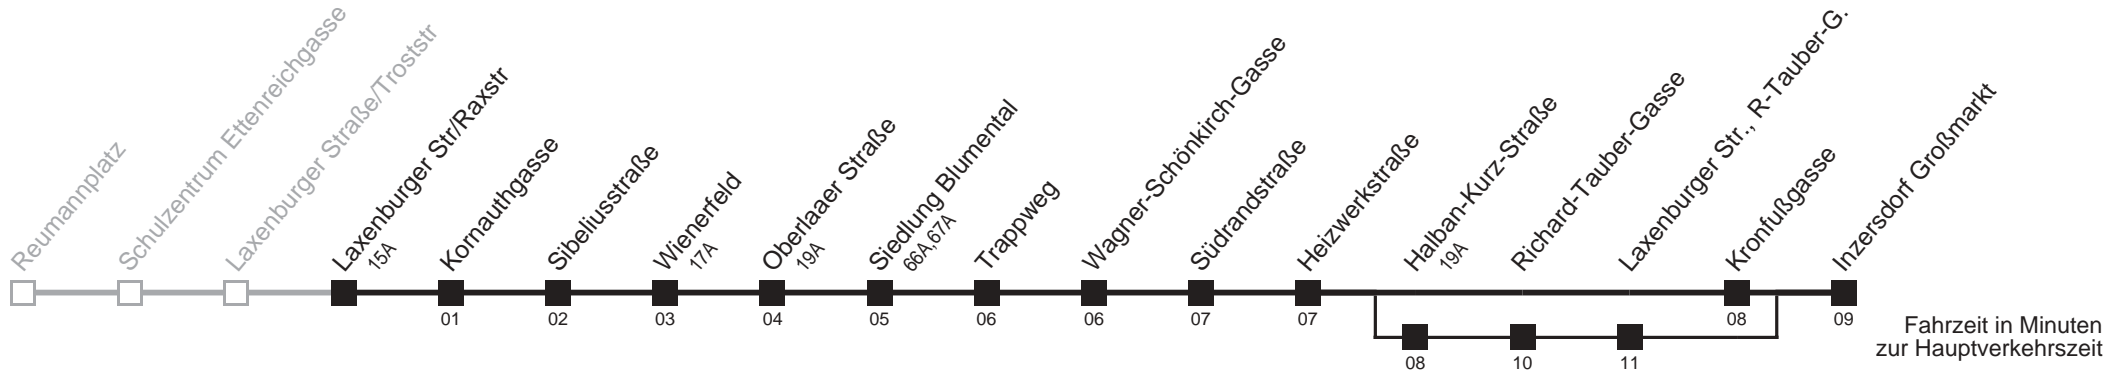 Reumannplatz
Schulzentrum Ettenreichgasse
Laxenburger Straße/Troststr
Laxenburger Str/Raxstr
15A
Kornauthgasse
Sibeliusstraße
Wienerfeld
17A
Oberlaaer Straße
19A
Siedlung Blumental
66A,67A
Trappweg
Wagner-Schönkirch-Gasse
Südrandstraße
Heizwerkstraße
Halban-Kurz-Straße
19A
Richard-Tauber-Gasse
Laxenburger Str., R-Tauber-G.
Kronfußgasse
Inzersdorf Großmarkt
01 02 03 04 05 06 06 07 07 08 09
08 10 11
Fahrzeit in Minuten
zur Hauptverkehrszeit